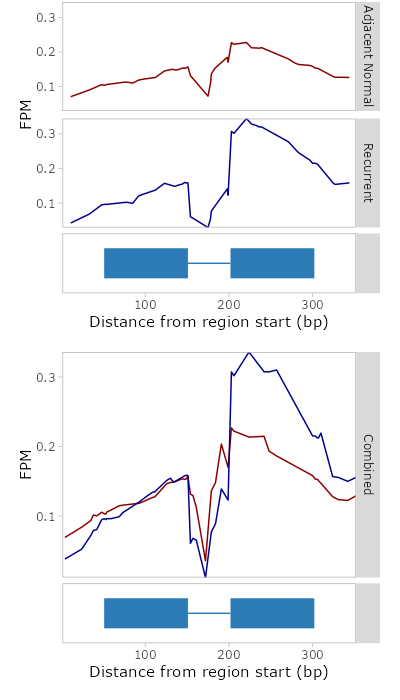 0.3
0.2
0.1
Adjacent Normal
FPM
0.3
0.2
0.1
Recurrent
100 200 300
Distance from region start (bp)
0.3
0.2
0.1
FPM
Combined
100 200 300
Distance from region start (bp)